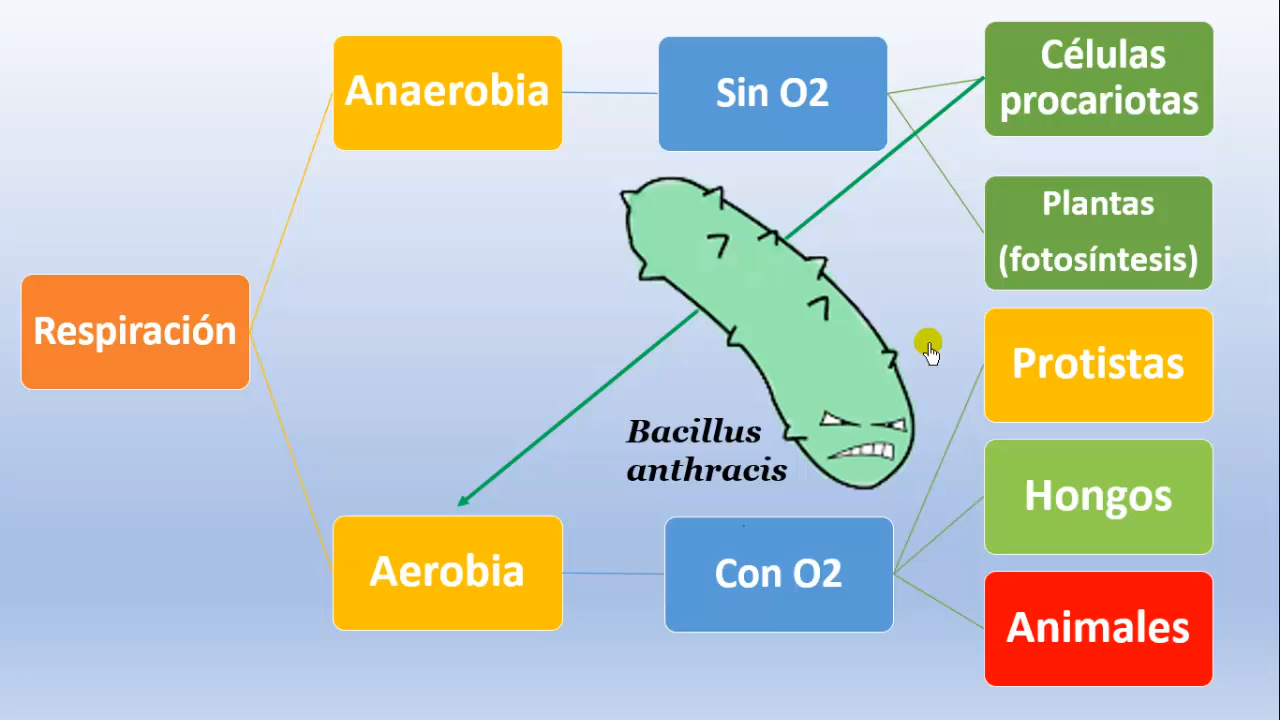 Respiración
Anaerobia
Sin O2
Células
procariotas
Plantas
(fotosíntesis)
Bacillus
anthracis
Aerobia
Con O2
Protistas
Hongos
Animales